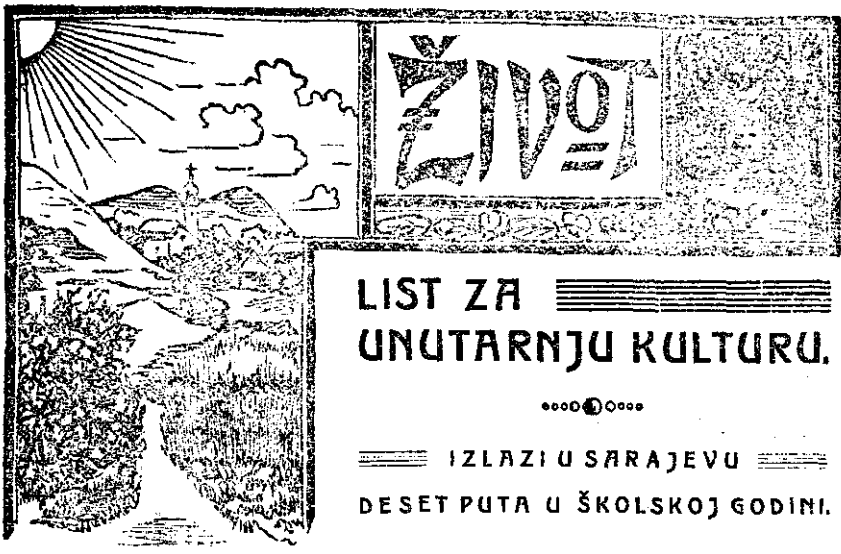 ŽIVOT
LIST ZA
UNUTARNJU KULTURU.
IZLAZI U SARAJEVU
DESET PUTA U ŠKOLSKOJ GODINI.